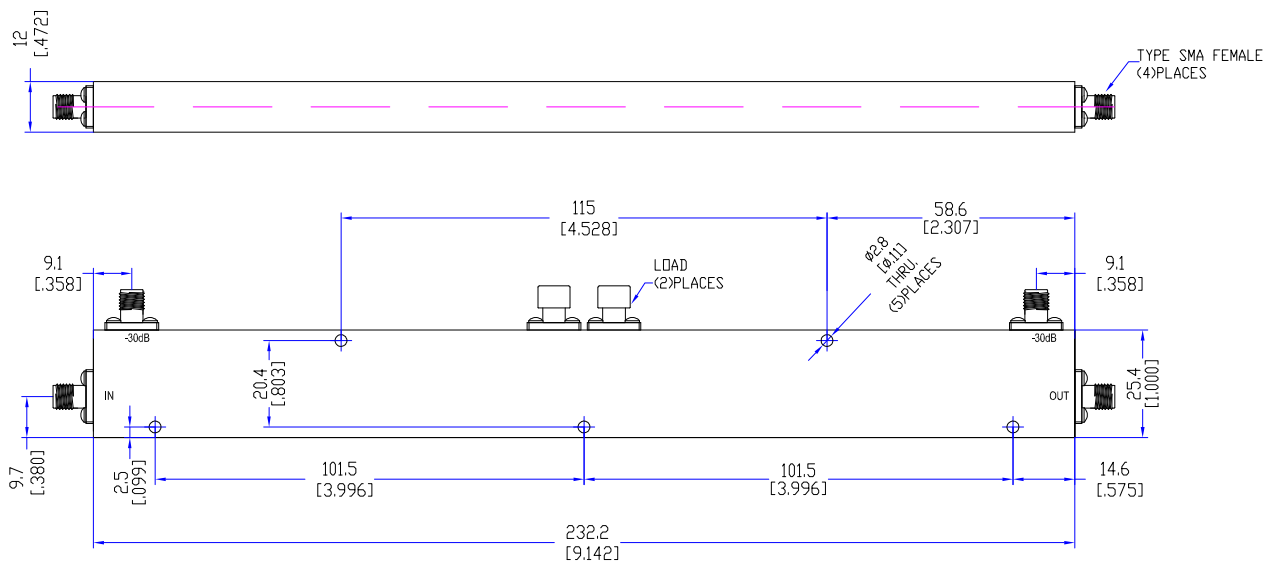 12
[.472]
TYPE SMA FEMALE
(4)PLACES
115
[4.528]
58.6
[2.307]
9.1
[.358]
LOAD
(2)PLACES
Ø2.8
[Ø.11]
THRU.
(5)PLACES
9.1
[.358]
-30dB
-30dB
20.4
[.803]
25.4
[1.000]
IN
OUT
9.7
[.380]
2.5
[.099]
101.5
[3.996]
101.5
[3.996]
14.6
[.575]
232.2
[9.142]